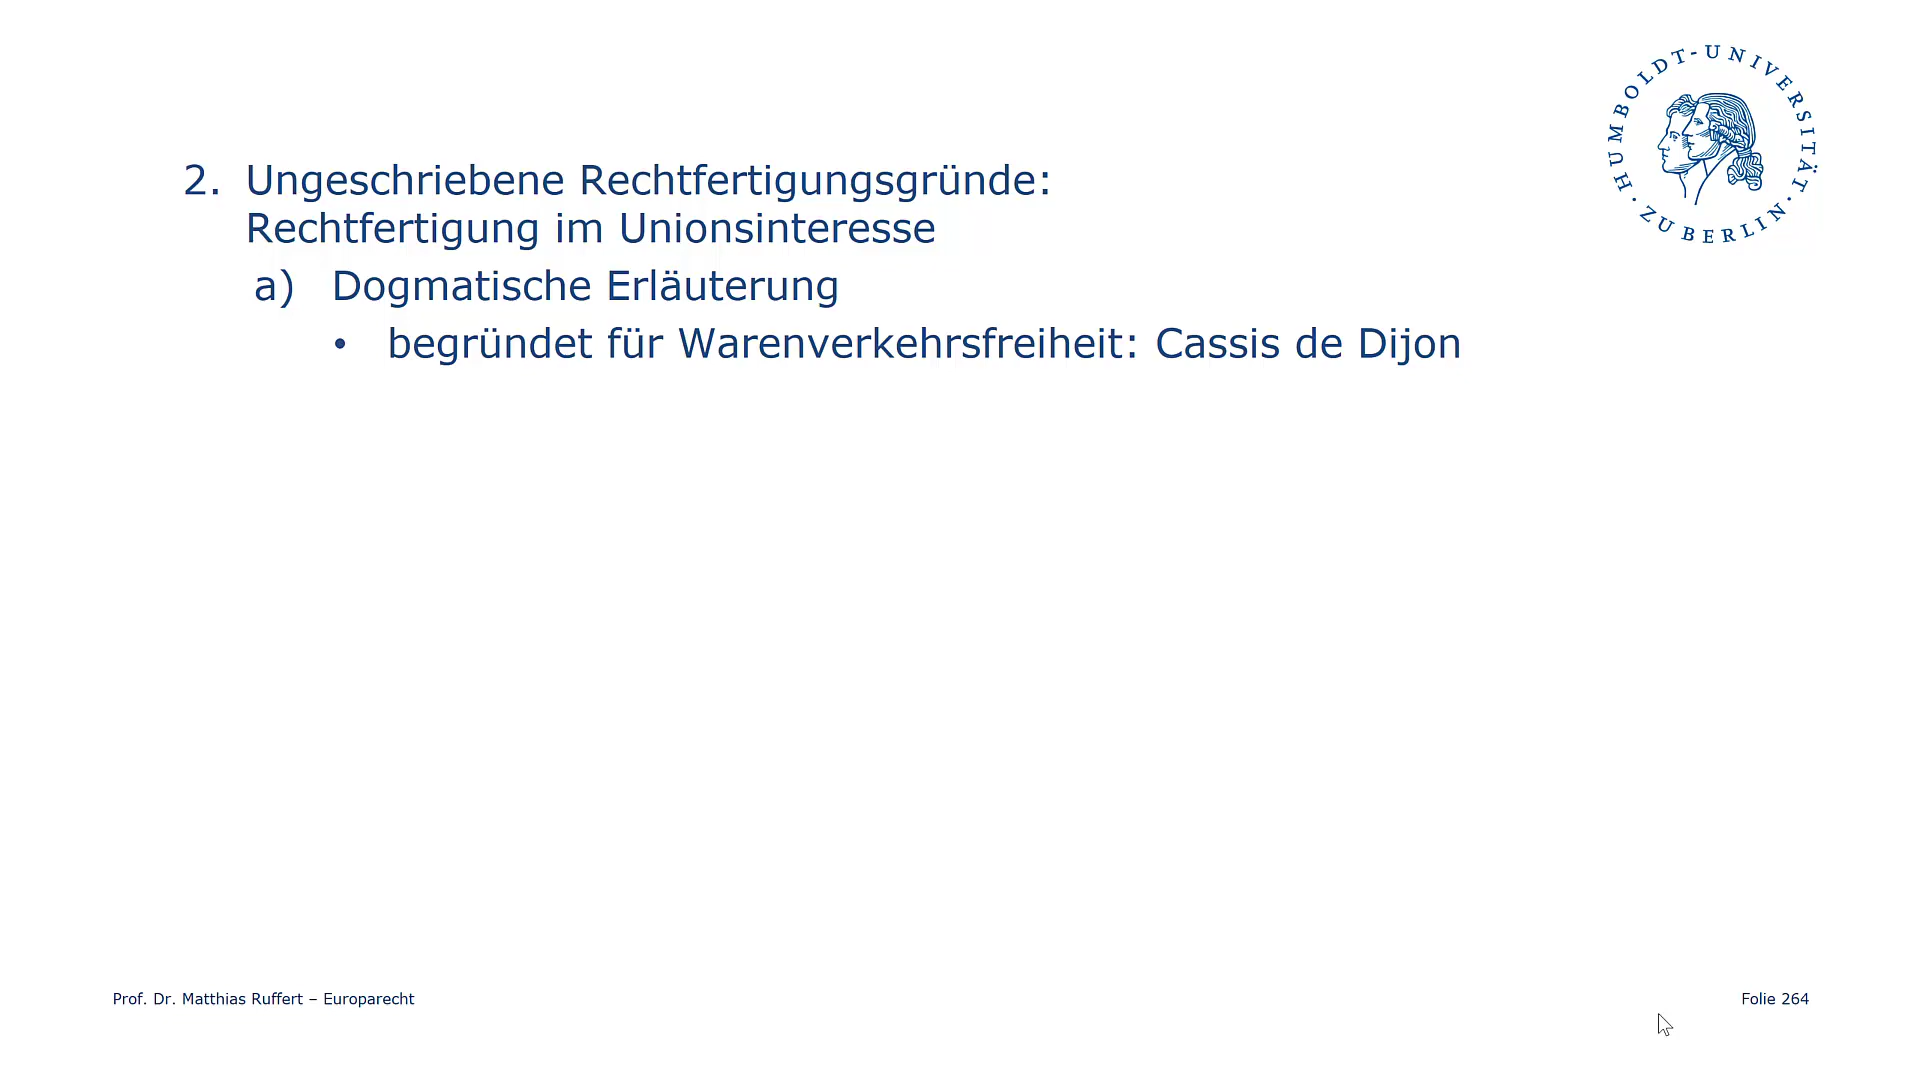 HUMBOLDT-UNIVERSITÄT · ZU BERLIN ·
2. Ungeschriebene Rechtfertigungsgründe:
Rechtfertigung im Unionsinteresse
a) Dogmatische Erläuterung
• begründet für Warenverkehrsfreiheit: Cassis de Dijon
Prof. Dr. Matthias Ruffert – Europarecht
Folie 264